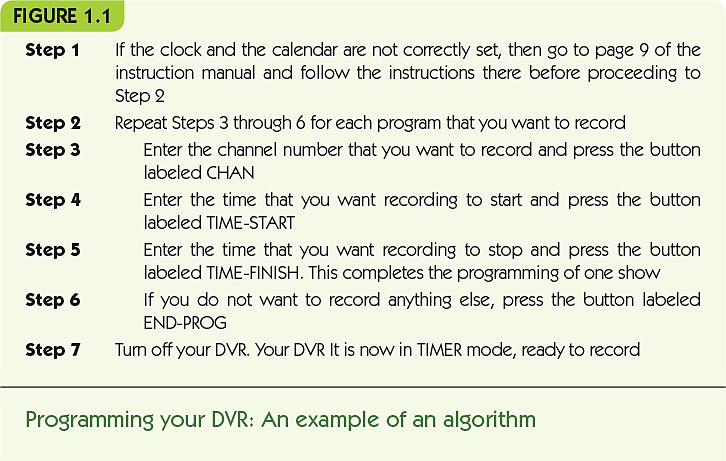 FIGURE 1.1
Step 1 If the clock and the calendar are not correctly set, then go to page 9 of the
instruction manual and follow the instructions there before proceeding to
Step 2
Step 2 Repeat Steps 3 through 6 for each program that you want to record
Step 3 Enter the channel number that you want to record and press the button
labeled CHAN
Step 4 Enter the time that you want recording to start and press the button
labeled TIME-START
Step 5 Enter the time that you want recording to stop and press the button
labeled TIME-FINISH. This completes the programming of one show
Step 6 If you do not want to record anything else, press the button labeled
END-PROG
Step 7 Turn off your DVR. Your DVR It is now in TIMER mode, ready to record
Programming your DVR: An example of an algorithm